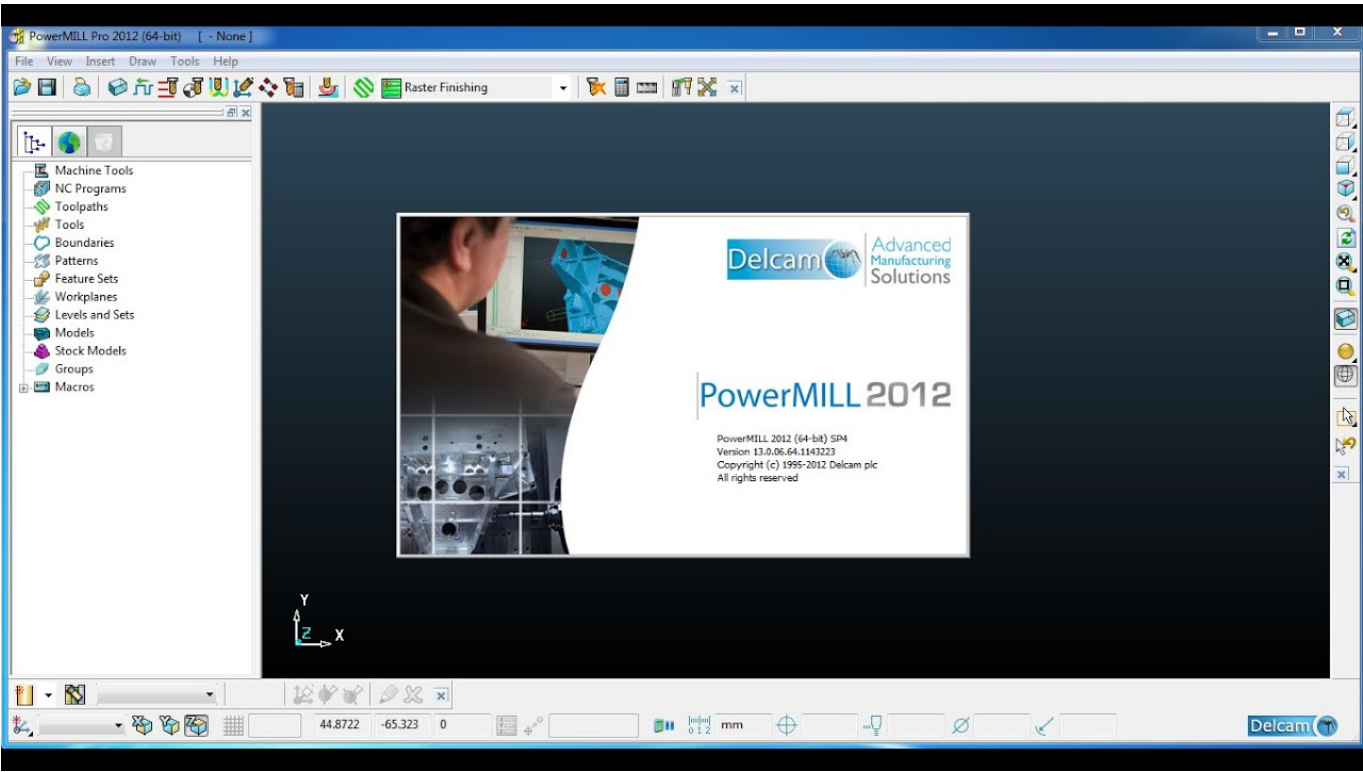 PowerMILL Pro 2012 (64-bit) [ - None ]
File View Insert Draw Tools Help
Raster Finishing
Machine Tools
NC Programs
Toolpaths
Tools
Boundaries
Patterns
Feature Sets
Workplanes
Levels and Sets
Models
Stock Models
Groups
Macros
Delcam
Advanced
Manufacturing
Solutions
PowerMILL 2012
PowerMILL 2012 (64-bit) SP4
Version 13.0.06.64.1143223
Copyright (c) 1995-2012 Delcam plc
All rights reserved
Y
Z X
44.8722 -65.323 0 0 1 2 mm Delcam